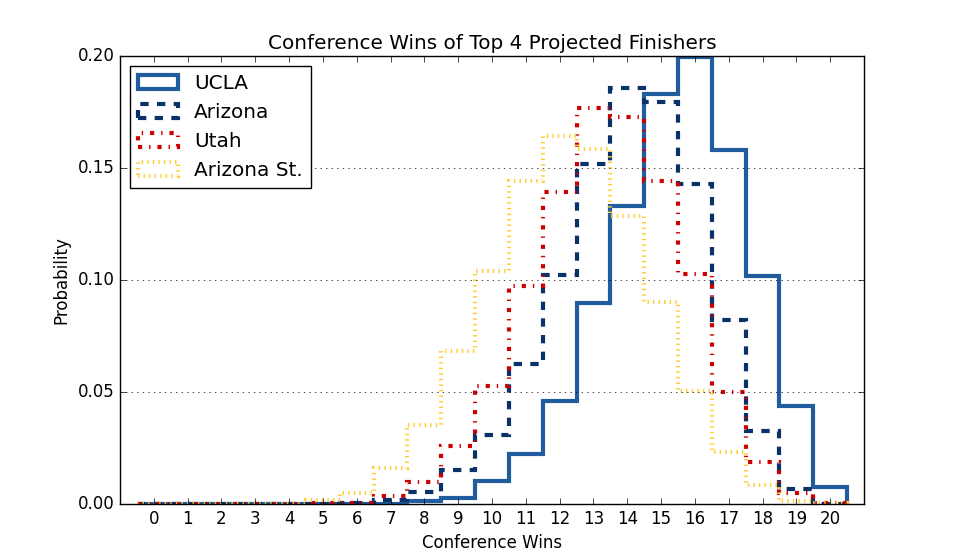 Conference Wins of Top 4 Projected Finishers
0.20
0.15
0.10
0.05
0.00
Probability
UCLA
Arizona
Utah
Arizona St.
0 1 2 3 4 5 6 7 8 9 10 11 12 13 14 15 16 17 18 19 20
Conference Wins